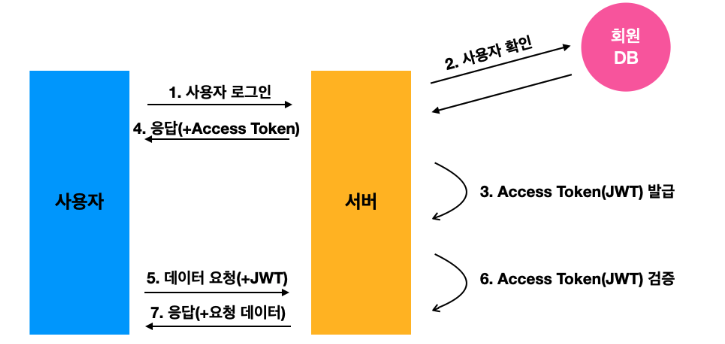 회원
DB
2. 사용자 확인
1. 사용자 로그인
4. 응답(+Access Token)
사용자
서버
3. Access Token(JWT) 발급
5. 데이터 요청(+JWT)
6. Access Token(JWT) 검증
7. 응답(+요청 데이터)